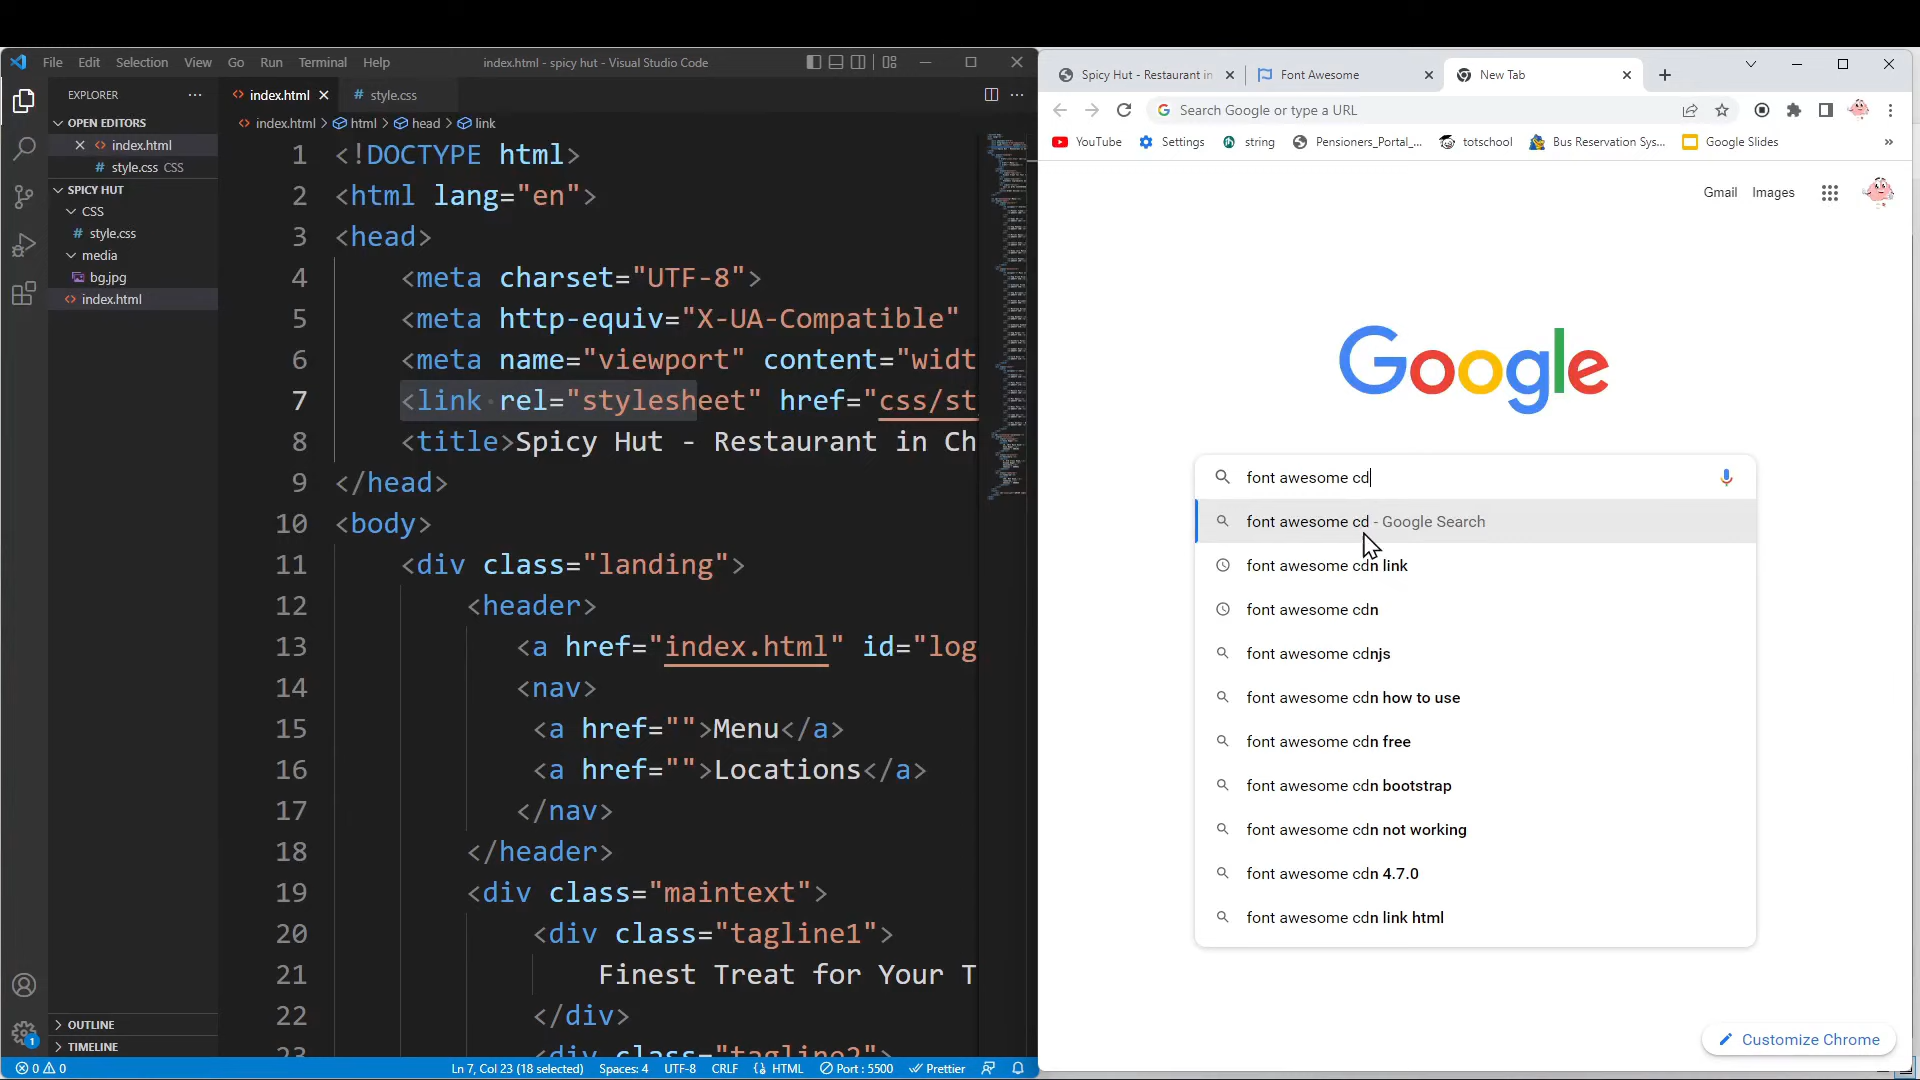 File Edit Selection View Go Run Terminal Help
index.html - spicy hut - Visual Studio Code
EXPLORER
OPEN EDITORS
index.html
style.css CSS
SPICY HUT
CSS
style.css
media
bg.jpg
index.html
OUTLINE
TIMELINE
index.html
style.css
index.html > html > head > link
1 <!DOCTYPE html>
2 <html lang="en">
3 <head>
4 <meta charset="UTF-8">
5 <meta http-equiv="X-UA-Compatible"
6 <meta name="viewport" content="widt
7 <link rel="stylesheet" href="css/st
8 <title>Spicy Hut - Restaurant in Ch
9 </head>
10 <body>
11 <div class="landing">
12 <header>
13 <a href="index.html" id="log
14 <nav>
15 <a href="">Menu</a>
16 <a href="">Locations</a>
17 </nav>
18 </header>
19 <div class="maintext">
20 <div class="tagline1">
21 Finest Treat for Your T
22 </div>
23 <div class="tagline2">
0 0
Ln 7, Col 23 (18 selected) Spaces: 4 UTF-8 CRLF HTML Port : 5500 Prettier
1
Spicy Hut - Restaurant in
Font Awesome
New Tab
Search Google or type a URL
YouTube
Settings
string
Pensioners_Portal_...
totschool
Bus Reservation Sys...
Google Slides
»
Gmail
Images
Google
font awesome cd
font awesome cd - Google Search
font awesome cdn link
font awesome cdn
font awesome cdnjs
font awesome cdn how to use
font awesome cdn free
font awesome cdn bootstrap
font awesome cdn not working
font awesome cdn 4.7.0
font awesome cdn link html
Customize Chrome